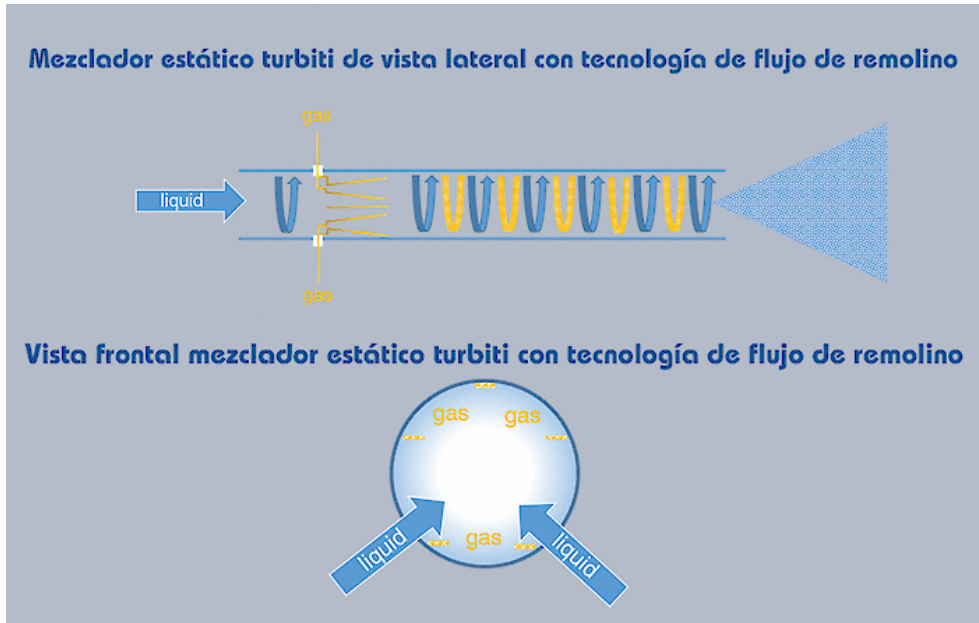 Mezclador estático turbiti de vista lateral con tecnología de flujo de remolino
gas
liquid
gas
Vista frontal mezclador estático turbiti con tecnología de flujo de remolino
gas
gas
liquid
gas
liquid